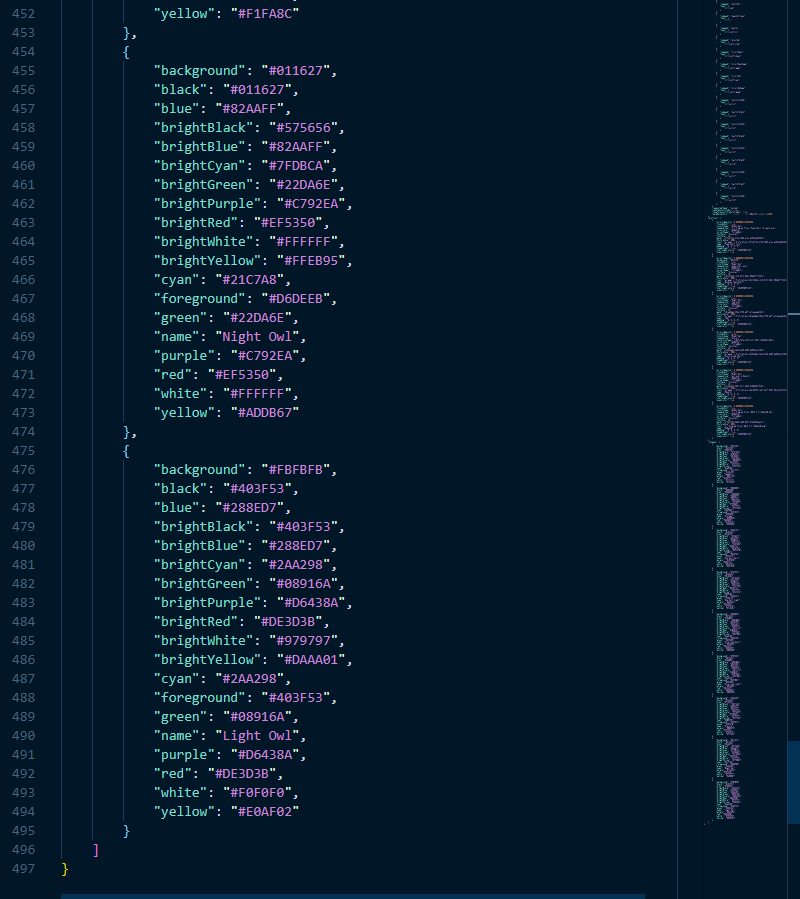 452 "yellow": "#F1FA8C"
453 },
454 {
455 "background": "#011627",
456 "black": "#011627",
457 "blue": "#82AAFF",
458 "brightBlack": "#575656",
459 "brightBlue": "#82AAFF",
460 "brightCyan": "#7FDBCA",
461 "brightGreen": "#22DA6E",
462 "brightPurple": "#C792EA",
463 "brightRed": "#EF5350",
464 "brightWhite": "#FFFFFF",
465 "brightYellow": "#FFEB95",
466 "cyan": "#21C7A8",
467 "foreground": "#D6DEEB",
468 "green": "#22DA6E",
469 "name": "Night Owl",
470 "purple": "#C792EA",
471 "red": "#EF5350",
472 "white": "#FFFFFF",
473 "yellow": "#ADDB67"
474 },
475 {
476 "background": "#FBFBFB",
477 "black": "#403F53",
478 "blue": "#288ED7",
479 "brightBlack": "#403F53",
480 "brightBlue": "#288ED7",
481 "brightCyan": "#2AA298",
482 "brightGreen": "#08916A",
483 "brightPurple": "#D6438A",
484 "brightRed": "#DE3D3B",
485 "brightWhite": "#979797",
486 "brightYellow": "#DAAA01",
487 "cyan": "#2AA298",
488 "foreground": "#403F53",
489 "green": "#08916A",
490 "name": "Light Owl",
491 "purple": "#D6438A",
492 "red": "#DE3D3B",
493 "white": "#F0F0F0",
494 "yellow": "#E0AF02"
495 }
496 ]
497 }